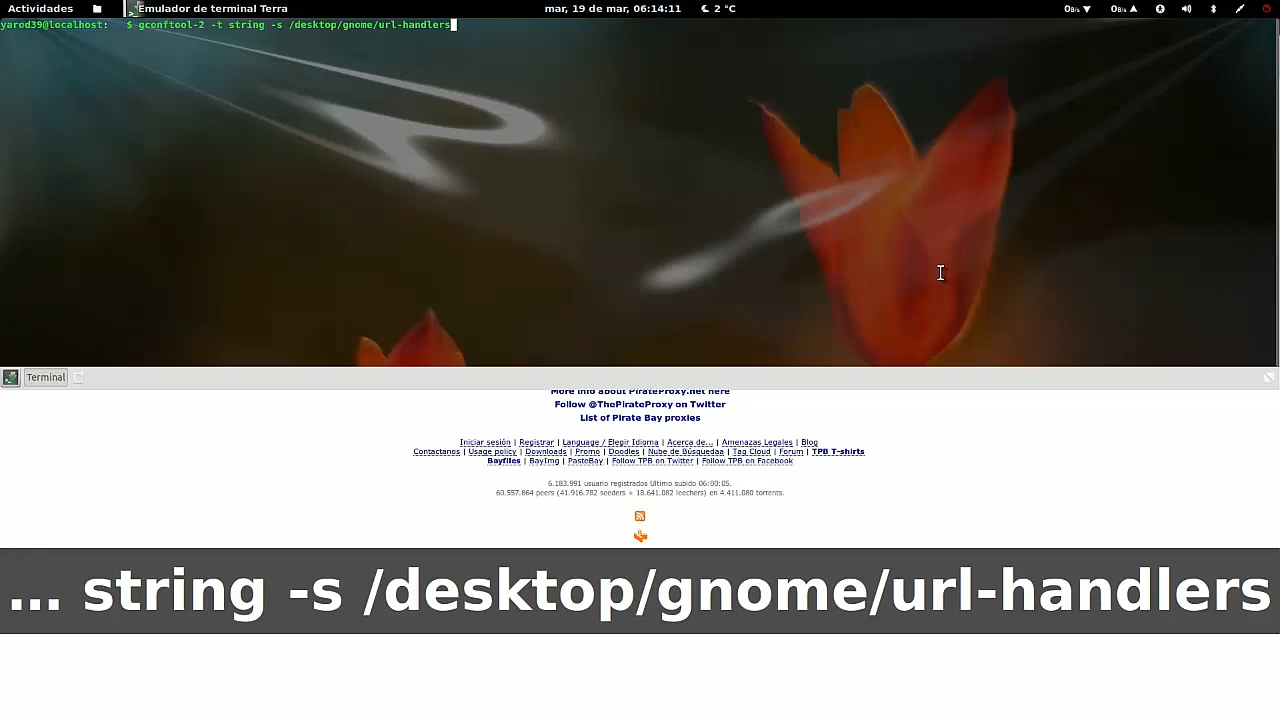 Actividades Emulador de terminal Terra mar, 19 de mar, 06:14:11 2 °C 0B/s 0B/s
yarod39@localhost: $ gconftool-2 -t string -s /desktop/gnome/url-handlers
Terminal
More info about PirateProxy.net here
Follow @ThePirateProxy on Twitter
List of Pirate Bay proxies
Iniciar sesión | Registrar | Language / Elegir Idioma | Acerca de... | Amenazas Legales | Blog
Contactanos | Usage policy | Downloads | Promo | Doodles | Nube de Búsquedaa | Tag Cloud | Forum | TPB T-shirts
Bayfiles | BayImg | PasteBay | Follow TPB on Twitter | Follow TPB on Facebook
6.183.991 usuario registrados Ultimo subido 06:00:05.
60.557.864 peers (41.916.782 seeders + 18.641.082 leechers) en 4.411.080 torrents.
... string -s /desktop/gnome/url-handlers